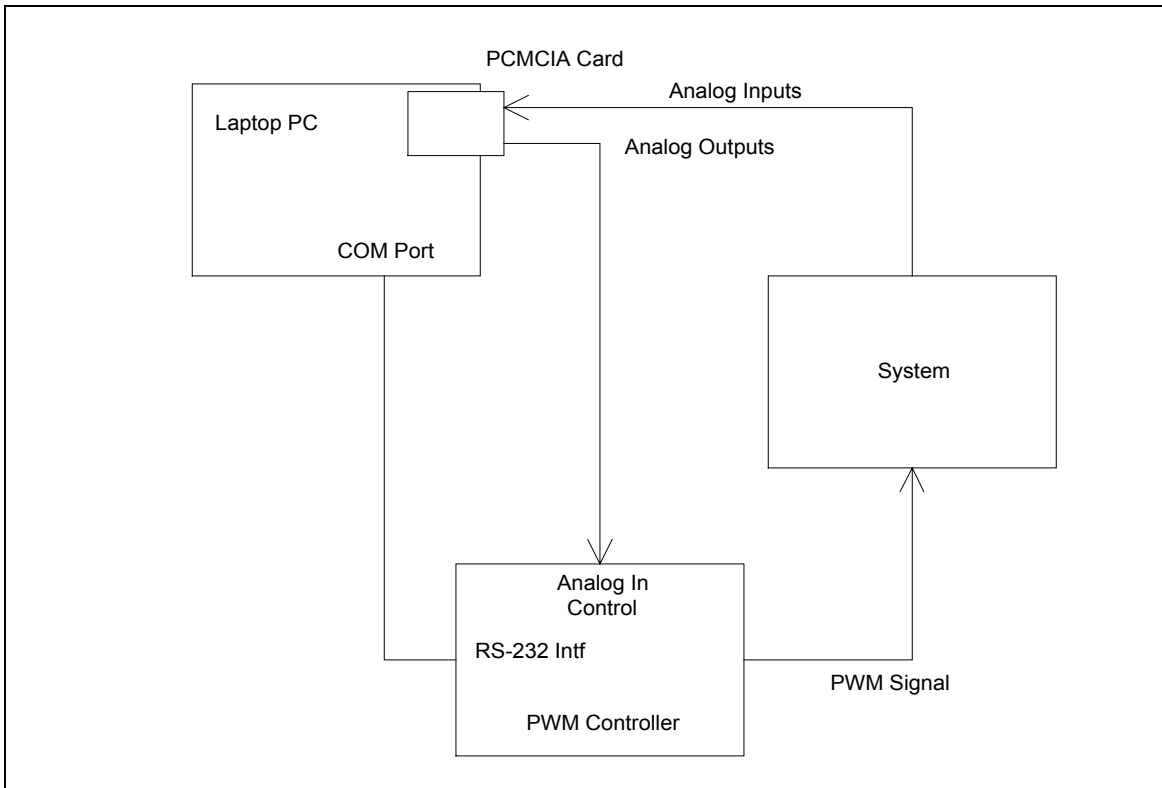 PCMCIA Card
Analog Inputs
Laptop PC
Analog Outputs
COM Port
System
Analog In
Control
RS-232 Intf
PWM Signal
PWM Controller